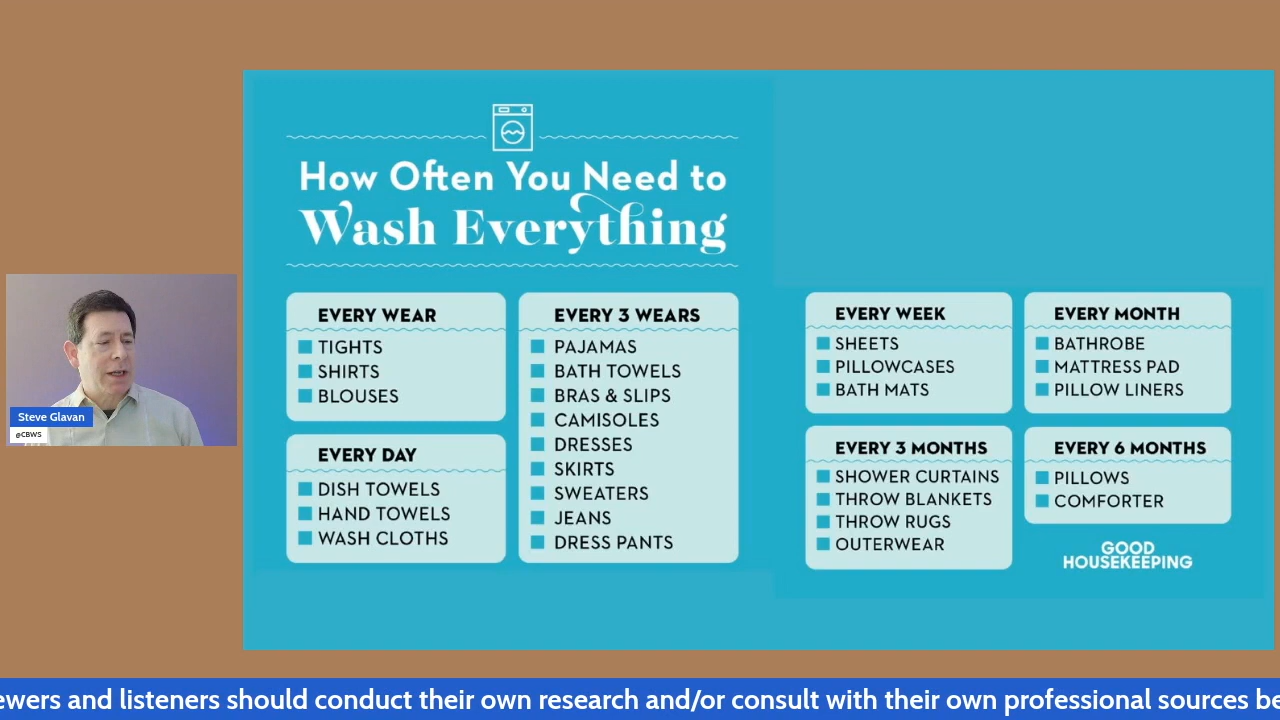 How Often You Need to
Wash Everything
EVERY WEAR
TIGHTS
SHIRTS
BLOUSES
EVERY DAY
DISH TOWELS
HAND TOWELS
WASH CLOTHS
EVERY 3 WEARS
PAJAMAS
BATH TOWELS
BRAS & SLIPS
CAMISOLES
DRESSES
SKIRTS
SWEATERS
JEANS
DRESS PANTS
EVERY WEEK
SHEETS
PILLOWCASES
BATH MATS
EVERY MONTH
BATHROBE
MATTRESS PAD
PILLOW LINERS
EVERY 3 MONTHS
SHOWER CURTAINS
THROW BLANKETS
THROW RUGS
OUTERWEAR
EVERY 6 MONTHS
PILLOWS
COMFORTER
GOOD
HOUSEKEEPING
Steve Glavan
@CBWS
ewers and listeners should conduct their own research and/or consult with their own professional sources be